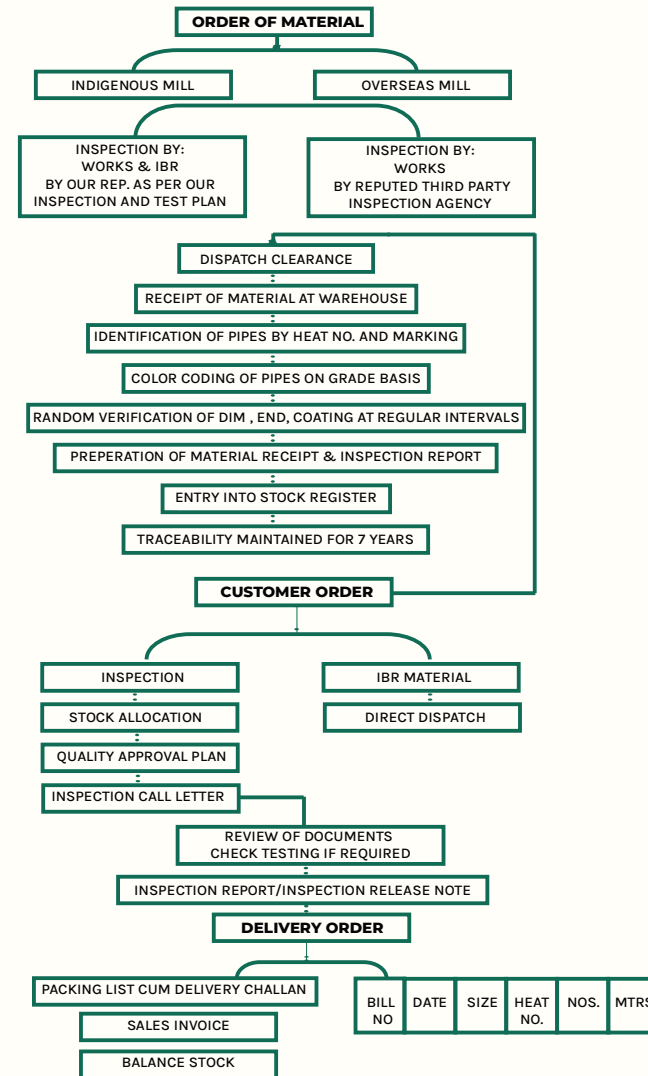 ORDER OF MATERIAL
INDIGENOUS MILL
OVERSEAS MILL
INSPECTION BY:
WORKS & IBR
BY OUR REP. AS PER OUR
INSPECTION AND TEST PLAN
INSPECTION BY:
WORKS
BY REPUTED THIRD PARTY
INSPECTION AGENCY
DISPATCH CLEARANCE
RECEIPT OF MATERIAL AT WAREHOUSE
IDENTIFICATION OF PIPES BY HEAT NO. AND MARKING
COLOR CODING OF PIPES ON GRADE BASIS
RANDOM VERIFICATION OF DIM , END, COATING AT REGULAR INTERVALS
PREPERATION OF MATERIAL RECEIPT & INSPECTION REPORT
ENTRY INTO STOCK REGISTER
TRACEABILITY MAINTAINED FOR 7 YEARS
CUSTOMER ORDER
INSPECTION
IBR MATERIAL
STOCK ALLOCATION
DIRECT DISPATCH
QUALITY APPROVAL PLAN
INSPECTION CALL LETTER
REVIEW OF DOCUMENTS
CHECK TESTING IF REQUIRED
INSPECTION REPORT/INSPECTION RELEASE NOTE
DELIVERY ORDER
PACKING LIST CUM DELIVERY CHALLAN
SALES INVOICE
BALANCE STOCK
BILL
NO
DATE
SIZE
HEAT
NO.
NOS.
MTRS